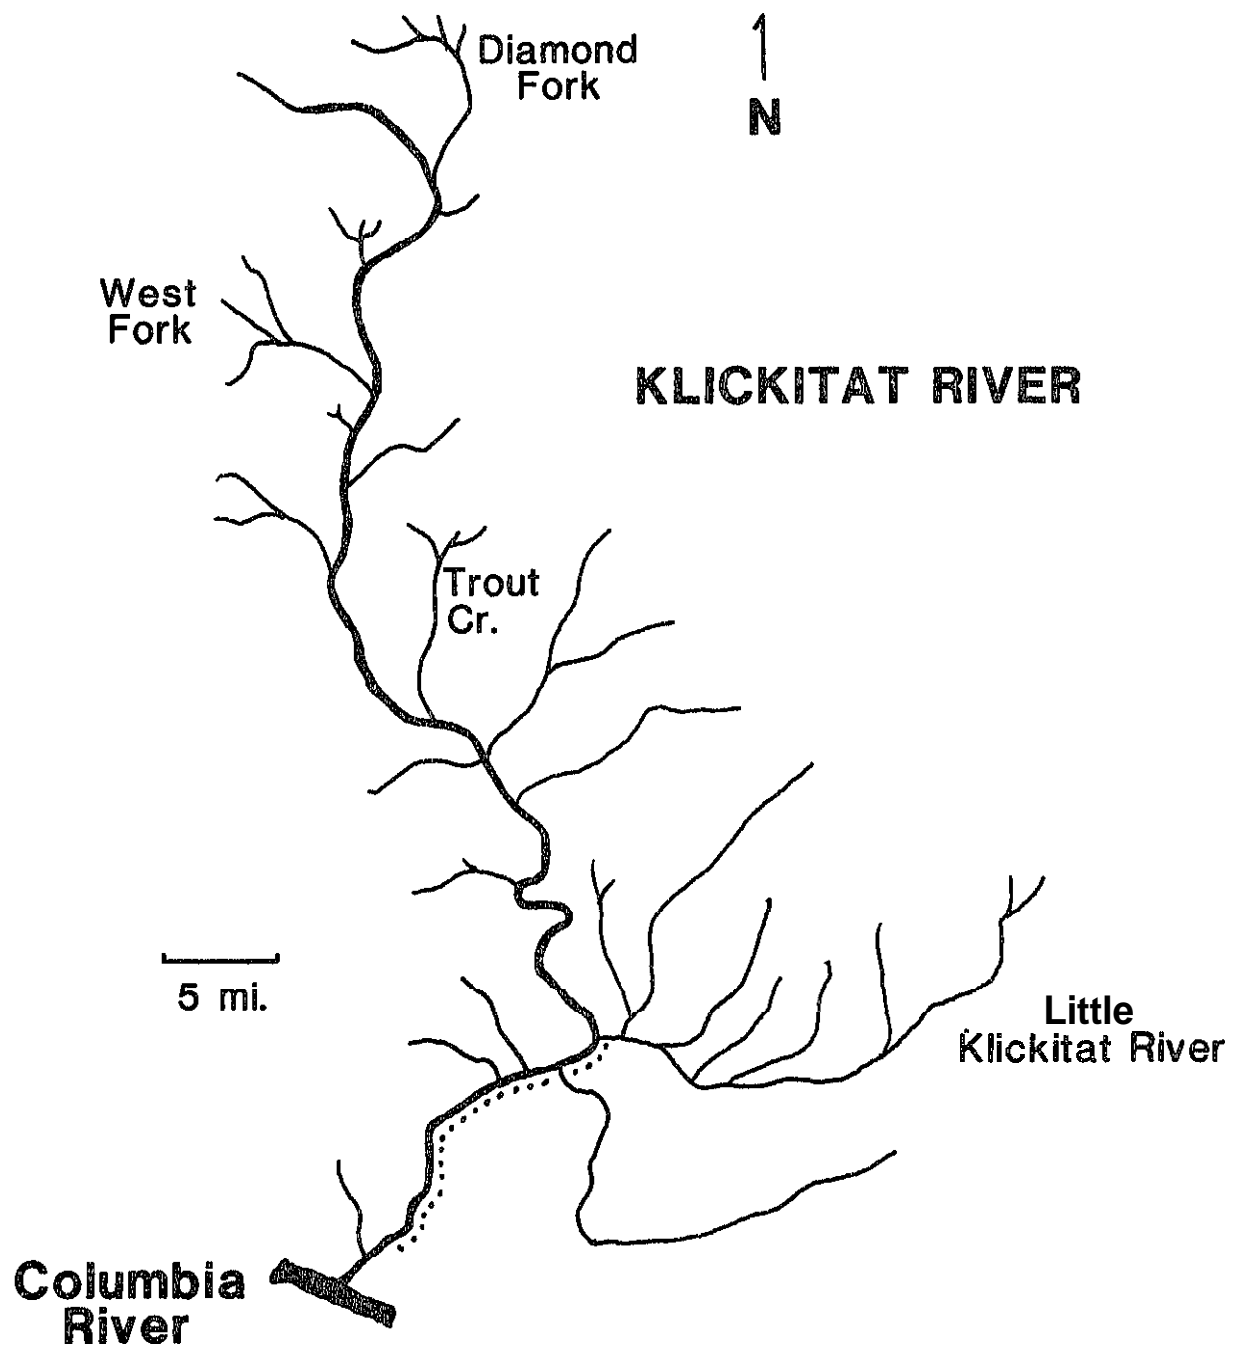 Diamond
Fork
N
West
Fork
KLICKITAT RIVER
Trout
Cr.
5 mi.
Little
Klickitat River
Columbia
River